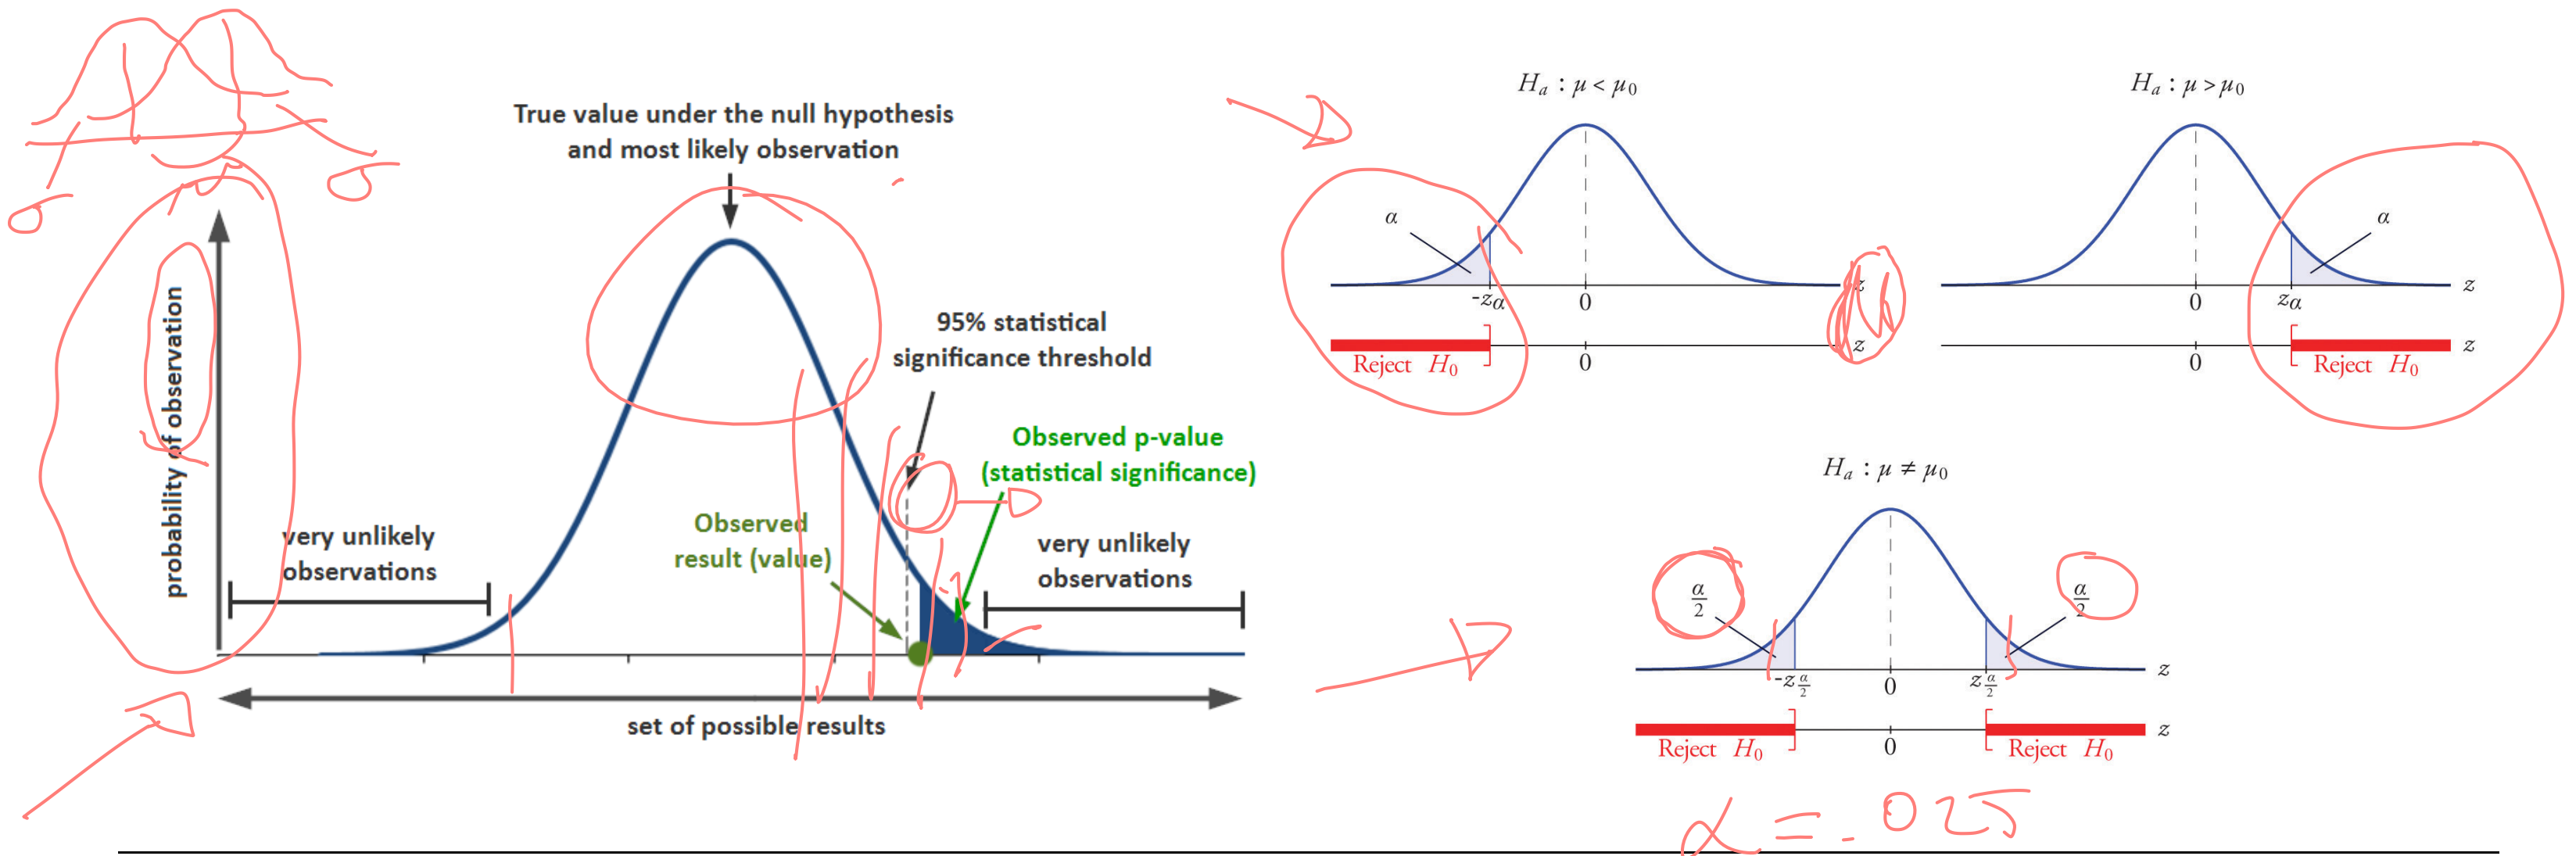 True value under the null hypothesis
and most likely observation
σ
σ
probability of observation
very unlikely
observations
95% statistical
significance threshold
Observed p-value
(statistical significance)
Observed
result (value)
very unlikely
observations
set of possible results
Hₐ : μ < μ₀
α
-zα
0
z
Reject H₀
0
z
Hₐ : μ > μ₀
α
0
zα
z
0
Reject H₀
z
Hₐ : μ ≠ μ₀
α/2
α/2
-z α/2
0
z α/2
z
Reject H₀
0
Reject H₀
z
α = .025